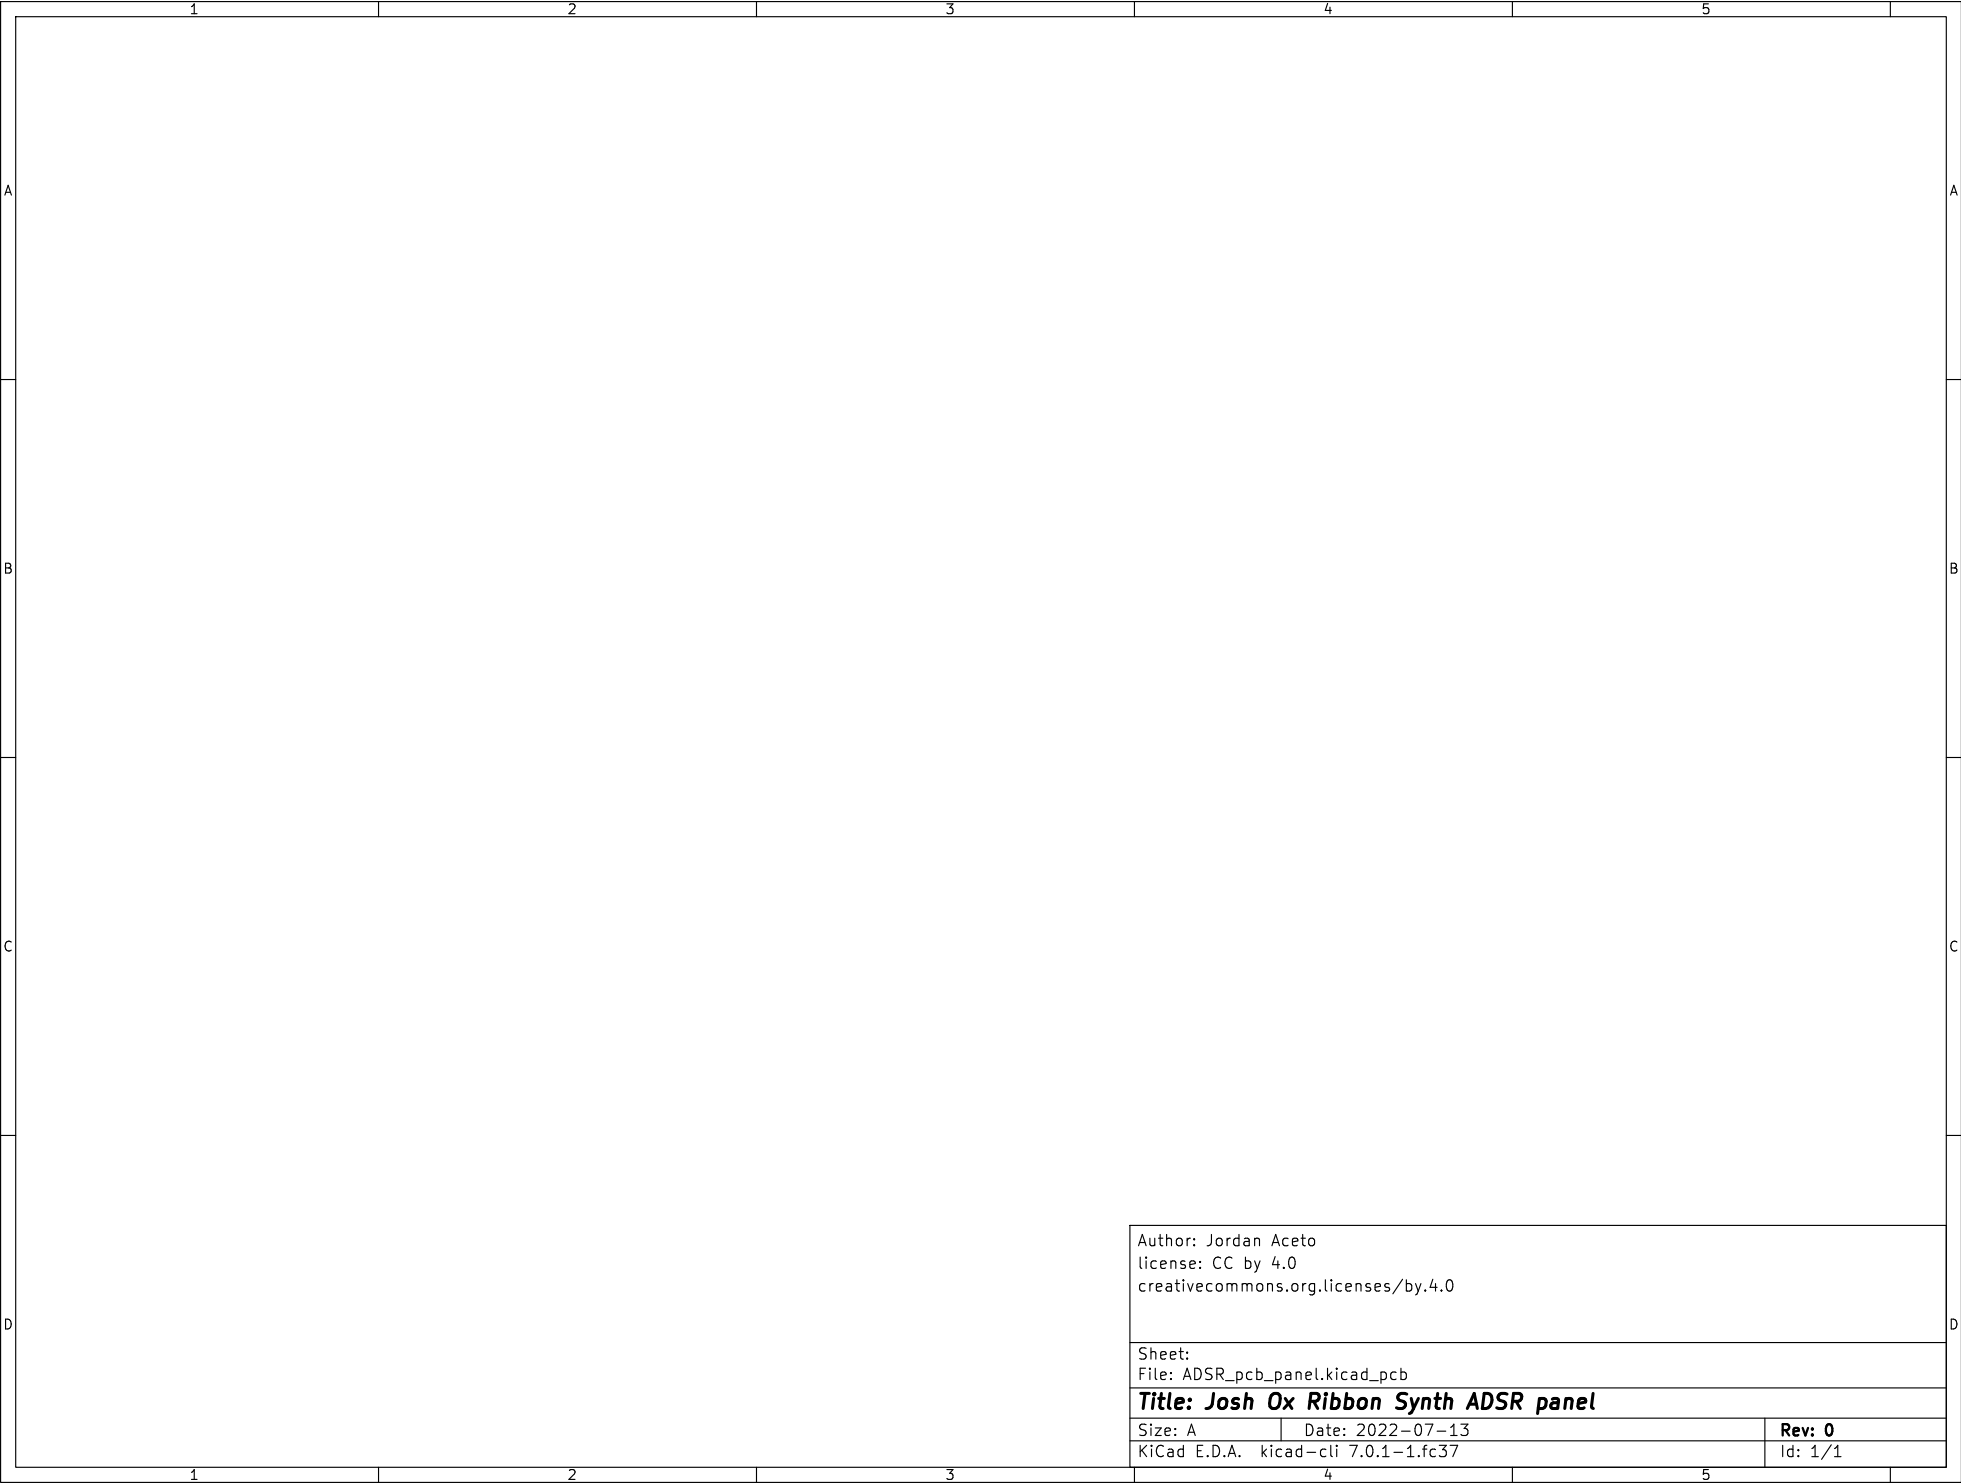 1 2 3 4 5
A A
B B
C C
Author: Jordan Aceto
license: CC by 4.0
creativecommons.org.licenses/by.4.0
D D
Sheet:
File: ADSR_pcb_panel.kicad_pcb
Title: Josh Ox Ribbon Synth ADSR panel
Size: A Date: 2022-07-13 Rev: 0
KiCad E.D.A. kicad-cli 7.0.1-1.fc37 Id: 1/1
1 2 3 4 5